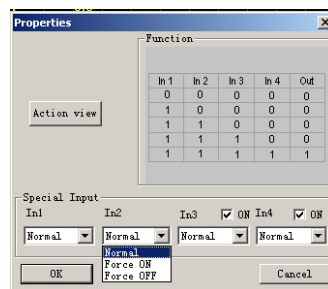 Properties
Function
In 1 In 2 In 3 In 4 Out
0 0 0 0 0
1 0 0 0 0
1 1 0 0 0
1 1 1 0 0
1 1 1 1 1
Action view
Special Input
In1 In2 In3 ON In4 ON
Normal Normal Normal Normal
Normal
Force ON
Force OFF
OK Cancel